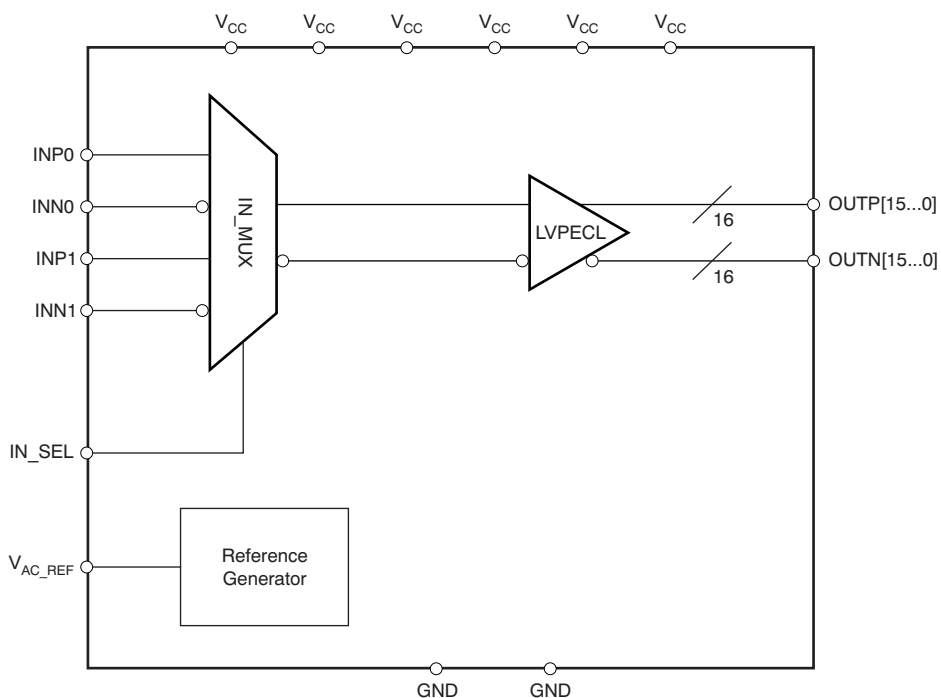 VCC VCC VCC VCC VCC VCC
INP0
INN0
INP1
INN1
IN_MUX
LVPECL
16
OUTP[15...0]
16
OUTN[15...0]
IN_SEL
VAC_REF
Reference
Generator
GND GND